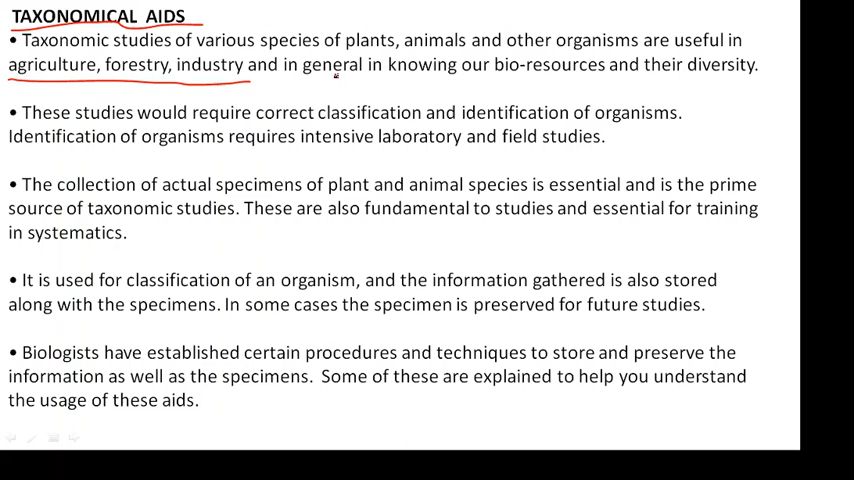 TAXONOMICAL AIDS
• Taxonomic studies of various species of plants, animals and other organisms are useful in
agriculture, forestry, industry and in general in knowing our bio-resources and their diversity.
• These studies would require correct classification and identification of organisms.
Identification of organisms requires intensive laboratory and field studies.
• The collection of actual specimens of plant and animal species is essential and is the prime
source of taxonomic studies. These are also fundamental to studies and essential for training
in systematics.
• It is used for classification of an organism, and the information gathered is also stored
along with the specimens. In some cases the specimen is preserved for future studies.
• Biologists have established certain procedures and techniques to store and preserve the
information as well as the specimens.  Some of these are explained to help you understand
the usage of these aids.